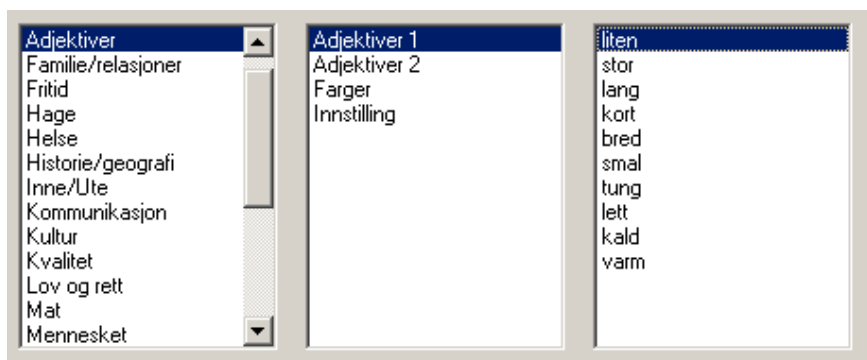 Adjektiver
Familie/relasjoner
Fritid
Hage
Helse
Historie/geografi
Inne/Ute
Kommunikasjon
Kultur
Kvalitet
Lov og rett
Mat
Mennesket
Adjektiver 1
Adjektiver 2
Farger
Innstilling
liten
stor
lang
kort
bred
smal
tung
lett
kald
varm